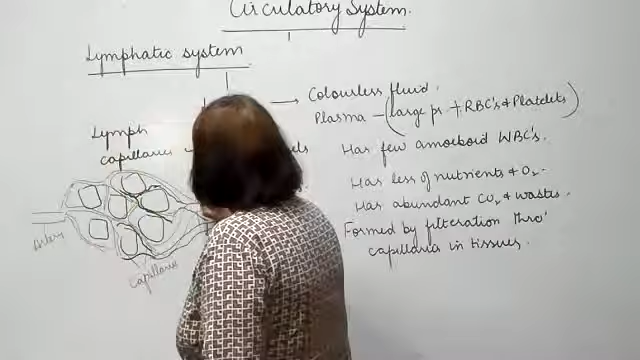 Circulatory System.
Lymphatic system
Colourless fluid.
Plasma - (large pr. + RBC's & Platelets)
Lymph
capillaries
Has few amoeboid WBC's.
Has less of nutrients & O₂.
Has abundant CO₂ & wastes.
Formed by filteration thro'
capillaries in tissues.
Artery
Capillaries